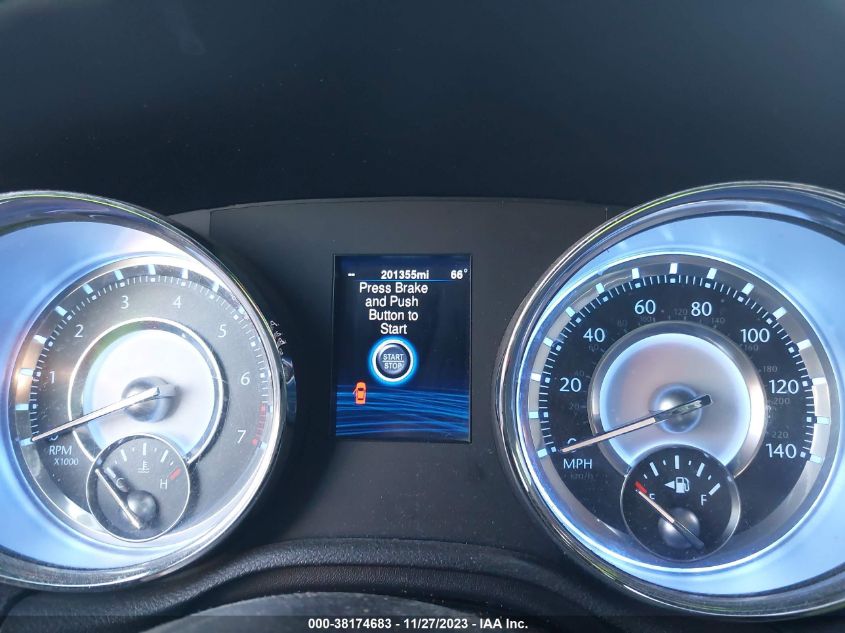 -- 201355mi 66°
Press Brake
and Push
Button to
Start
START
STOP
1
2
3
4
5
6
7
RPM
X1000
C
H
0
20
40
60
80
100
120
140
MPH
E
F
000-38174683 - 11/27/2023 - IAA Inc.